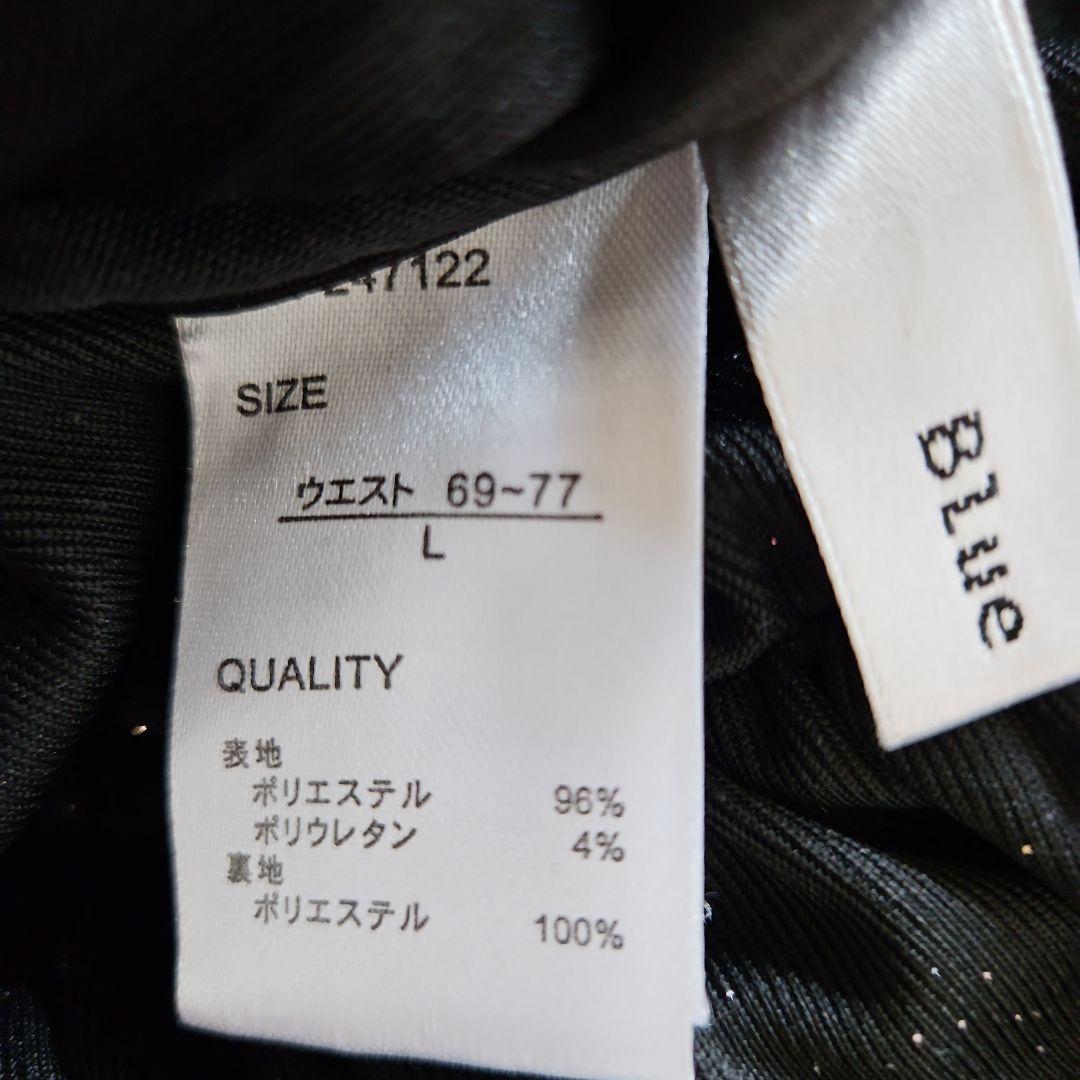 247122
SIZE
ウエスト 69~77
L
QUALITY
表地
ポリエステル 96%
ポリウレタン 4%
裏地
ポリエステル 100%
Blue